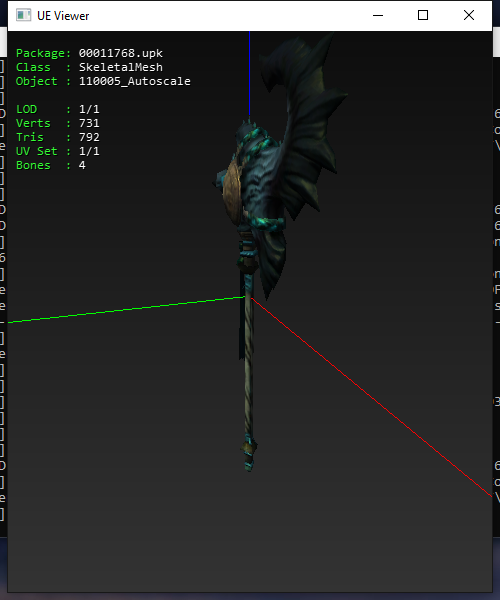 UE Viewer
Package: 00011768.upk
Class : SkeletalMesh
Object : 110005_Autoscale
LOD : 1/1
Verts : 731
Tris : 792
UV Set : 1/1
Bones : 4